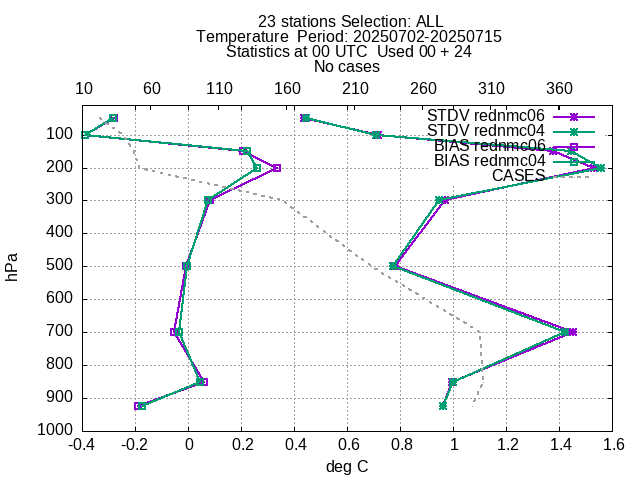 23 stations Selection: ALL
Temperature  Period: 20250702-20250715
Statistics at 00 UTC  Used 00 + 24
No cases
10 60 110 160 210 260 310 360
STDV rednmc06
STDV rednmc04
BIAS rednmc06
BIAS rednmc04
CASES
100
200
300
400
500
600
700
800
900
1000
hPa
-0.4 -0.2 0 0.2 0.4 0.6 0.8 1 1.2 1.4 1.6
deg C